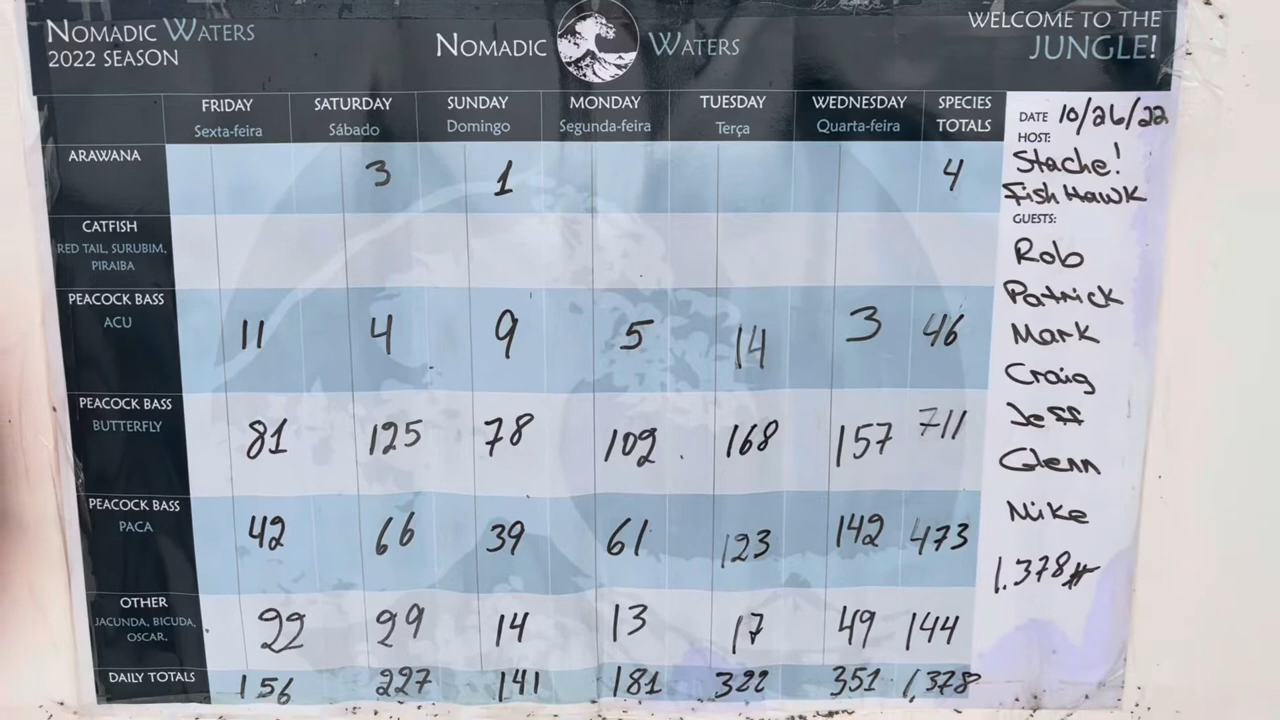 NOMADIC WATERS
2022 SEASON
NOMADIC WATERS
WELCOME TO THE
JUNGLE!
FRIDAY SATURDAY SUNDAY MONDAY TUESDAY WEDNESDAY SPECIES
Sexta-feira Sábado Domingo Segunda-feira Terça Quarta-feira TOTALS
ARAWANA 3 1 4
CATFISH
RED TAIL, SURUBIM,
PIRAIBA
PEACOCK BASS
ACU 11 4 9 5 14 3 46
PEACOCK BASS
BUTTERFLY 81 125 78 109 168 157 711
PEACOCK BASS
PACA 42 66 39 61 123 142 473
OTHER
JACUNDA, BICUDA,
OSCAR. 22 29 14 13 17 49 144
DAILY TOTALS 156 227 141 181 322 351 1,378
DATE 10/26/22
HOST:
Stache!
Fish Hawk
GUESTS:
Rob
Patrick
Mark
Craig
Jeff
Glenn
Mike
1.378#